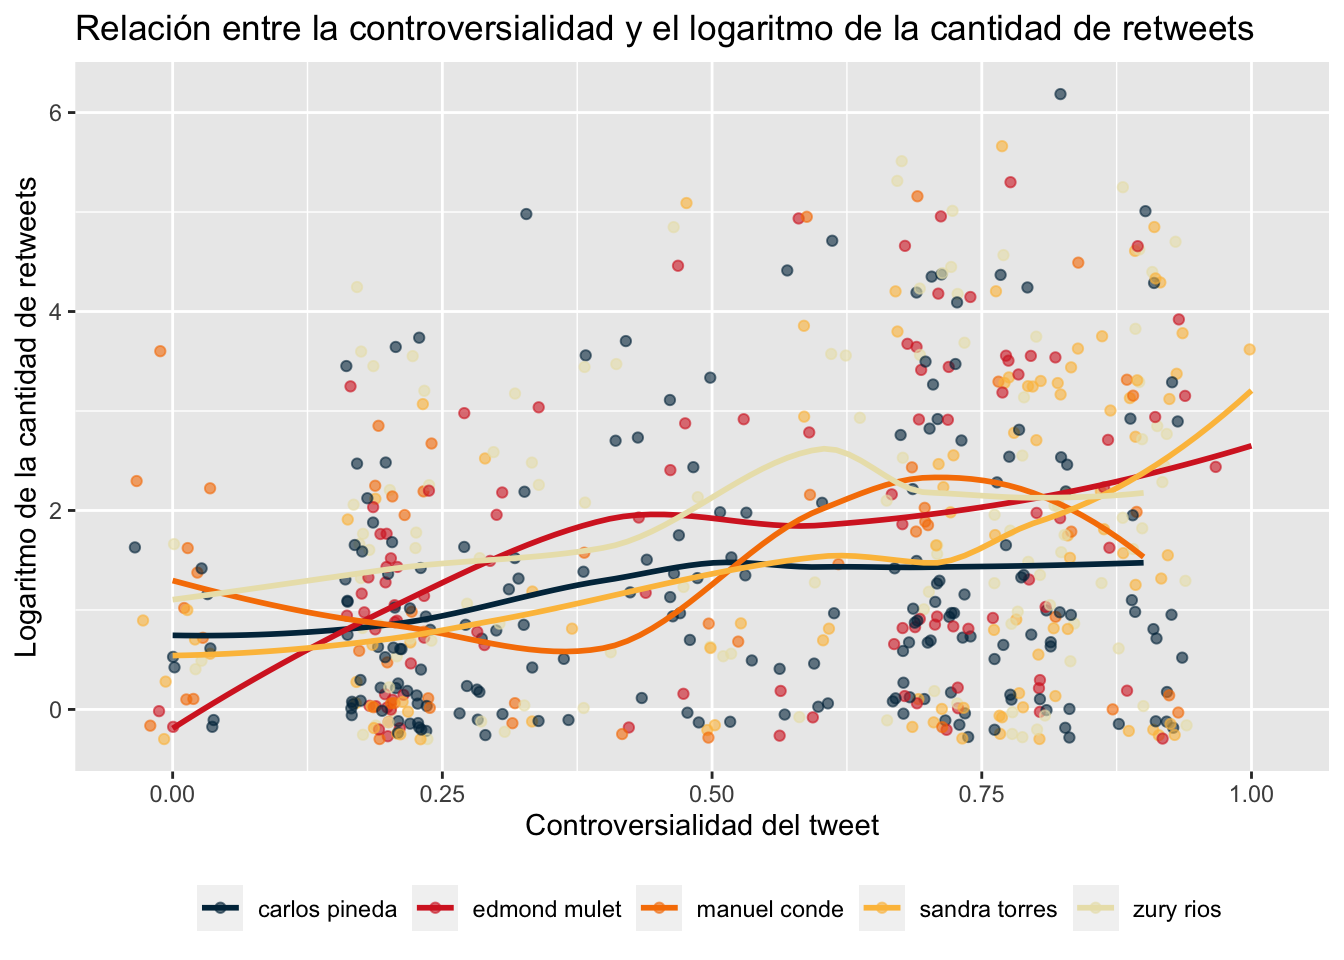 Relación entre la controversialidad y el logaritmo de la cantidad de retweets
Logaritmo de la cantidad de retweets
6
4
2
0
0.00 0.25 0.50 0.75 1.00
Controversialidad del tweet
carlos pineda edmond mulet manuel conde sandra torres zury rios